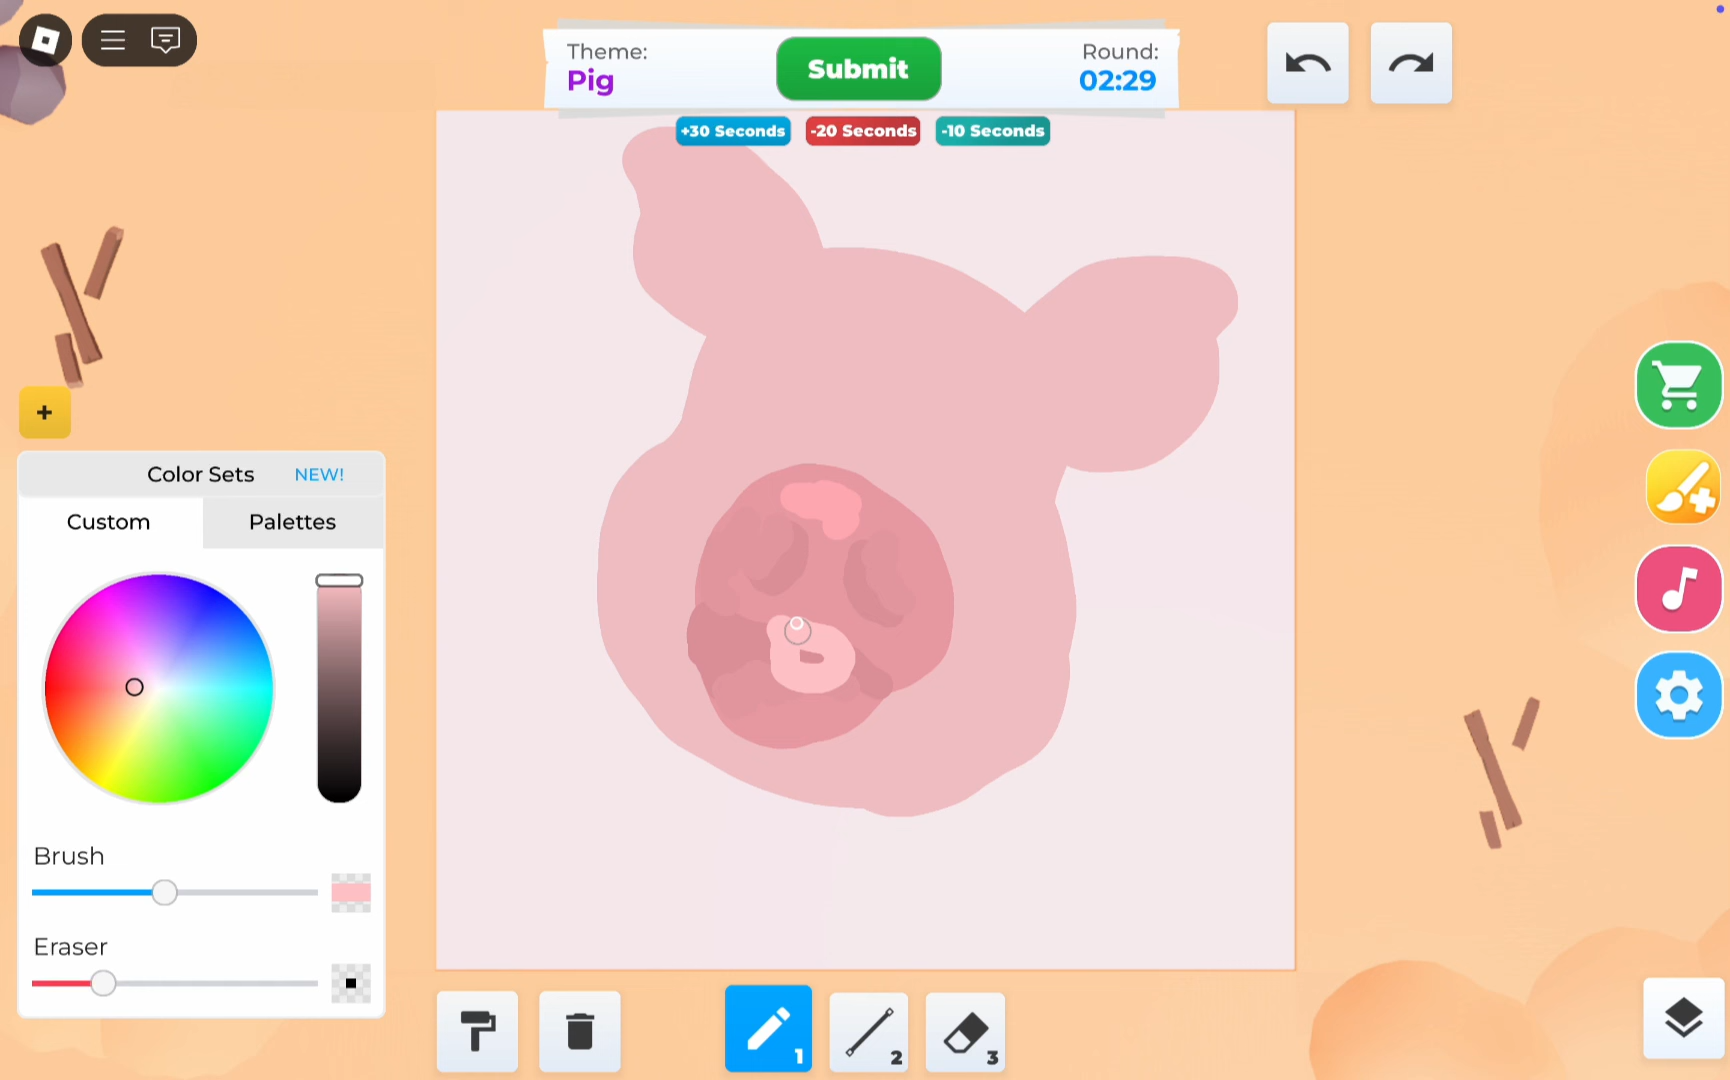 Theme:
Pig
Submit
Round:
02:29
+30 Seconds
-20 Seconds
-10 Seconds
+
Color Sets NEW!
Custom
Palettes
Brush
Eraser
1
2
3